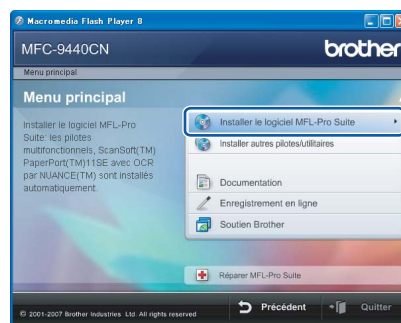 Macromedia Flash Player 8
MFC-9440CN
brother
Menu principal
Menu principal
Installer le logiciel MFL-Pro
Suite: les pilotes
multifonctionnels, ScanSoft(TM)
PaperPort(TM)11SE avec OCR
par NUANCE(TM) sont installés
automatiquement.
Installer le logiciel MFL-Pro Suite
Installer autres pilotes/utilitaires
Documentation
Enregistrement en ligne
Soutien Brother
Réparer MFL-Pro Suite
© 2001-2007 Brother Industries Ltd. All rights reserved
Précédent
Quitter